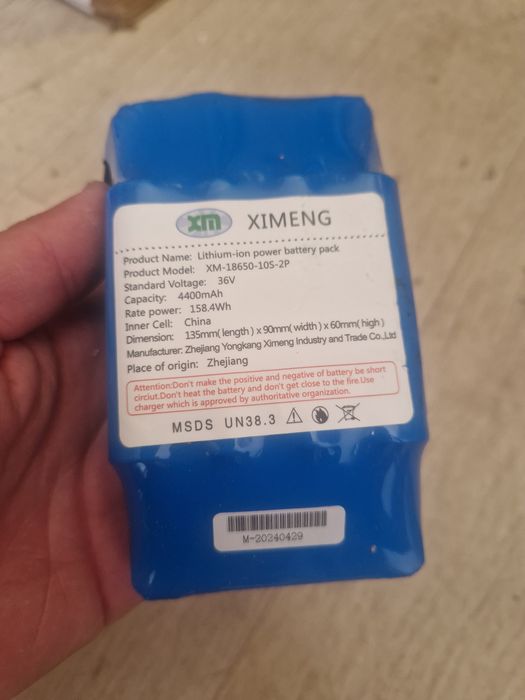 xm XIMENG
Product Name: Lithium-ion power battery pack
Product Model: XM-18650-10S-2P
Standard Voltage: 36V
Capacity: 4400mAh
Rate power: 158.4Wh
Inner Cell: China
Dimension: 135mm(length) x 90mm(width) x 60mm(high)
Manufacturer: Zhejiang Yongkang Ximeng Industry and Trade Co.,Ltd
Place of origin: Zhejiang
Attention:Don't make the positive and negative of battery be short
circiut.Don't heat the battery and don't get close to the fire.Use
charger which is approved by authoritative organization.
MSDS UN38.3
M-20240429